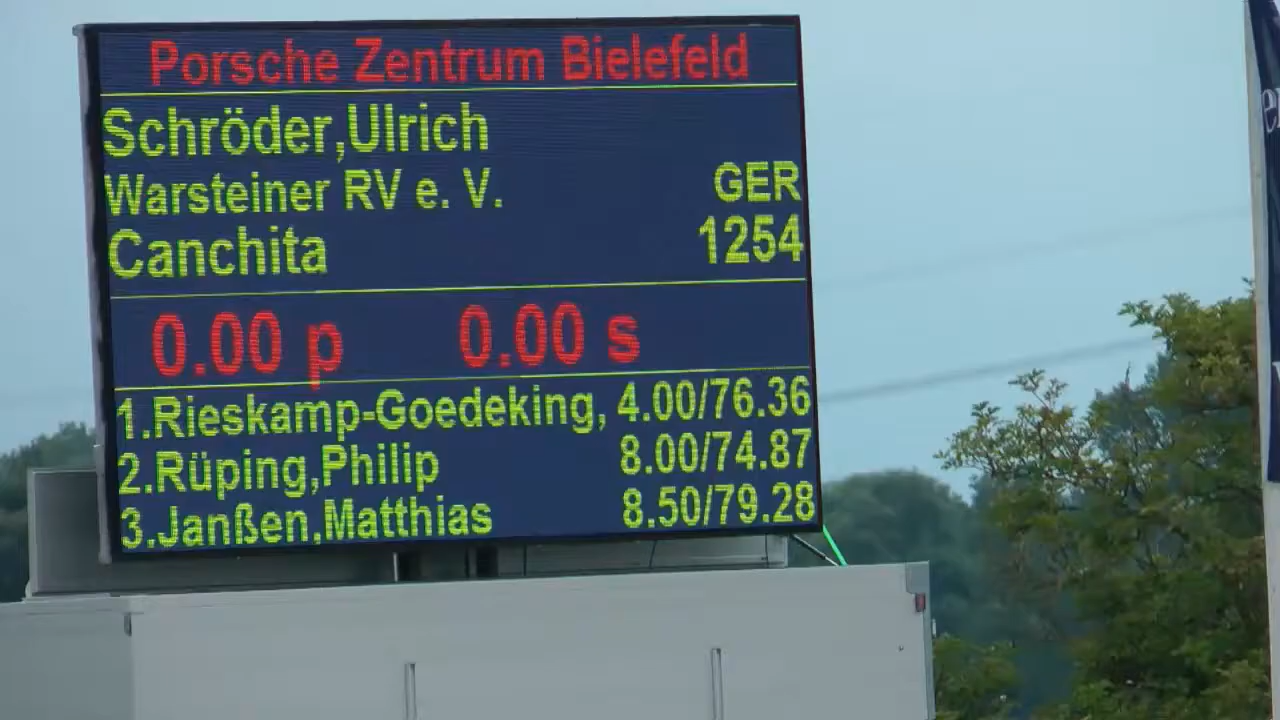 Porsche Zentrum Bielefeld
Schröder,Ulrich
Warsteiner RV e. V. GER
Canchita 1254
0.00 p 0.00 s
1.Rieskamp-Goedeking, 4.00/76.36
2.Rüping,Philip 8.00/74.87
3.Janßen,Matthias 8.50/79.28